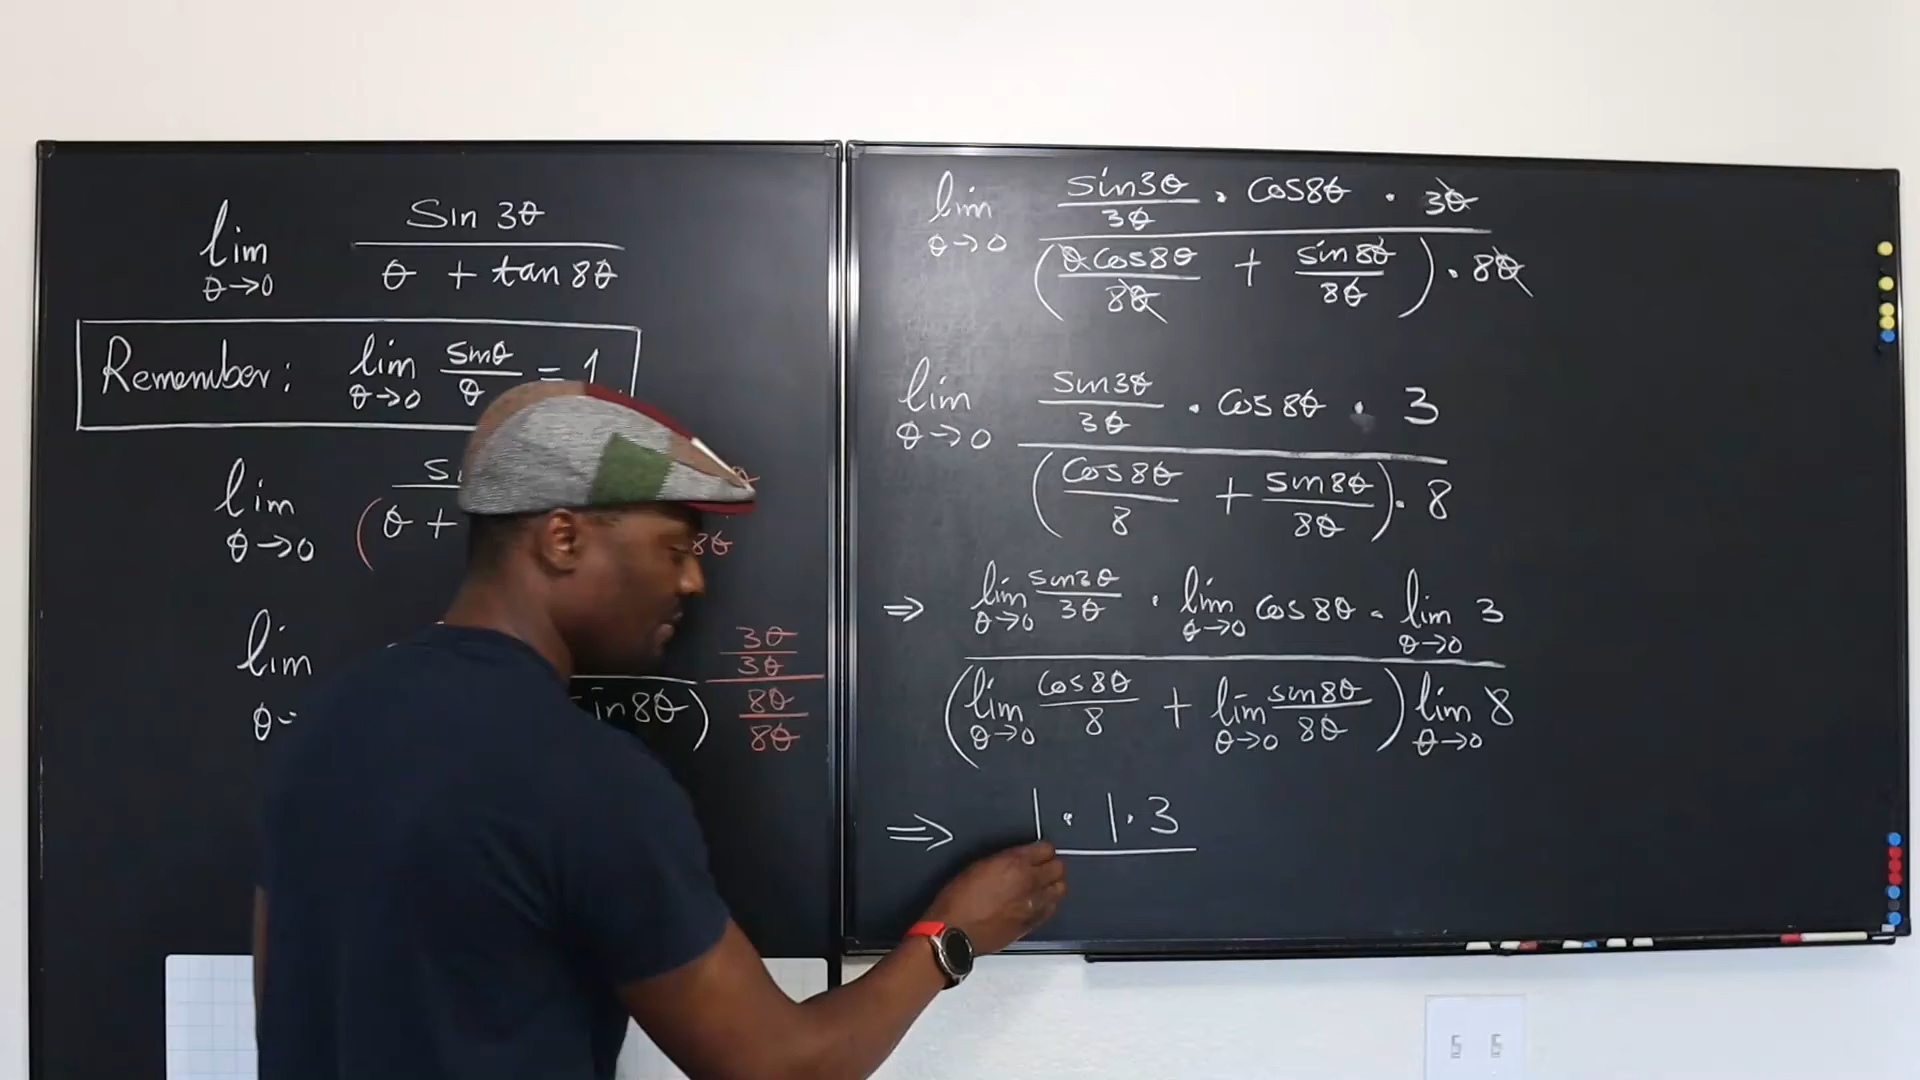 lim sin 3θ
θ→0 θ + tan 8θ
Remember: lim sinθ = 1
θ→0 θ
lim
θ→0 (θ +
8θ
lim 3θ
3θ
θ→ in8θ) 8θ
8θ
lim sin3θ/3θ · cos8θ · 3θ
θ→0 (θcos8θ/8θ + sin8θ/8θ) · 8θ
lim sin3θ/3θ · cos8θ · 3
θ→0 (cos8θ/8 + sin8θ/8θ) · 8
⇒ lim sin3θ/3θ · lim cos8θ · lim 3
θ→0 θ→0 θ→0
(lim cos8θ/8 + lim sin8θ/8θ) lim 8
θ→0 θ→0 θ→0
⇒ 1 · 1 · 3